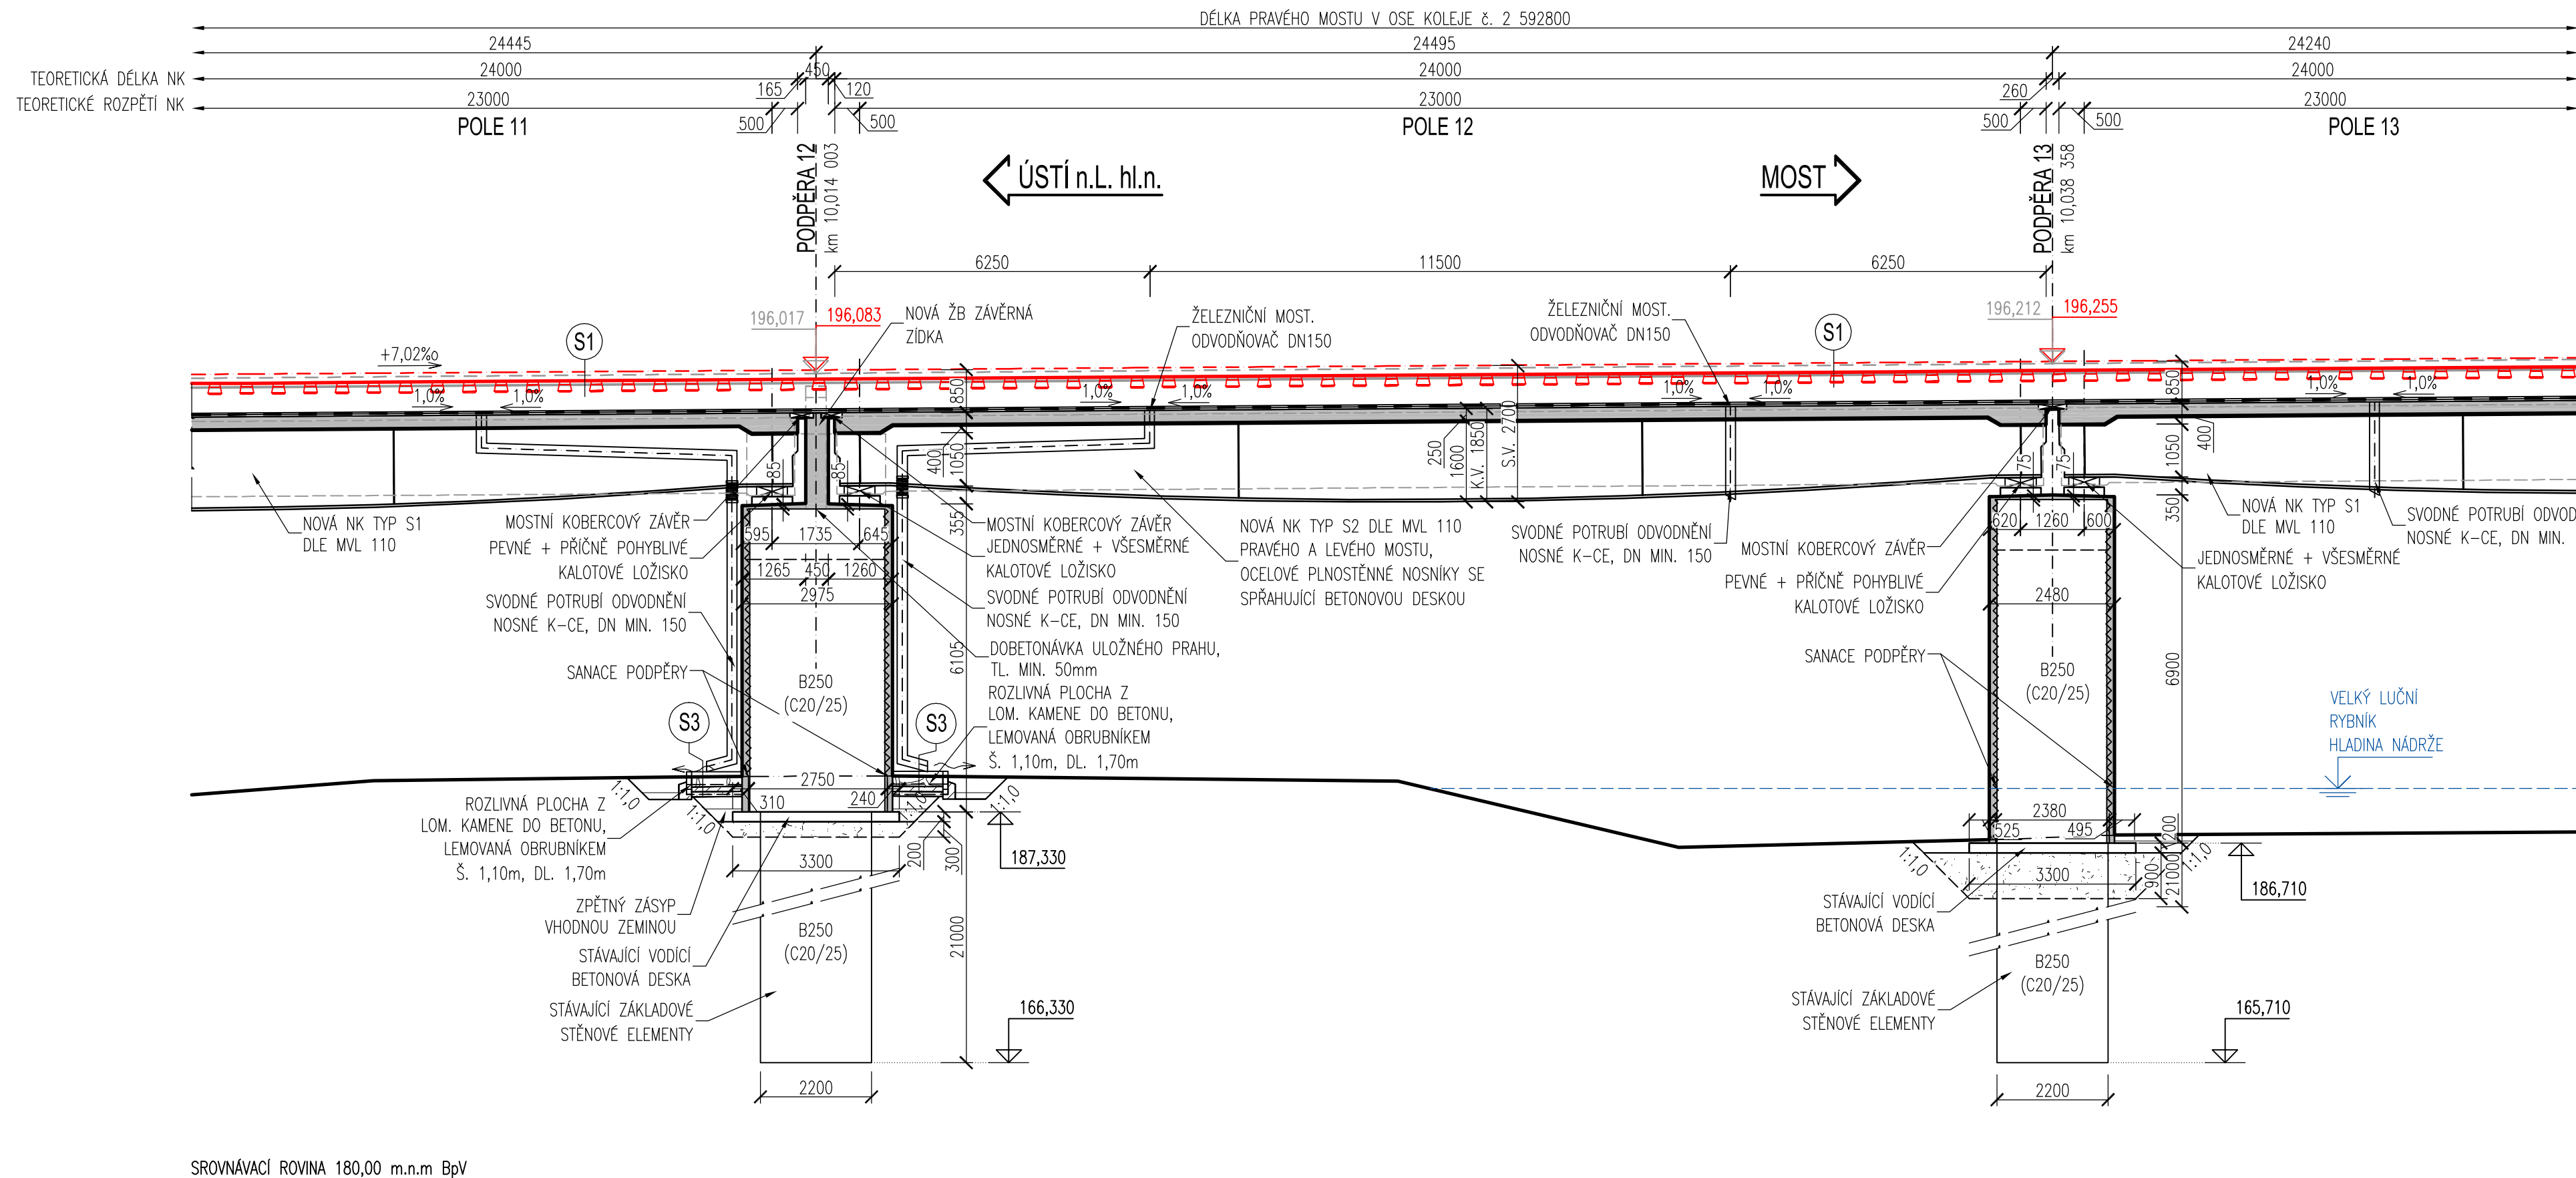 DÉLKA PRAVÉHO MOSTU V OSE KOLEJE č. 2 592800
24445
24495
24240
TEORETICKÁ DÉLKA NK
24000
450
24000
24000
165
120
260
TEORETICKÉ ROZPĚTÍ NK
23000
23000
23000
500
500
500
500
POLE 11
POLE 12
POLE 13
PODPĚRA 12
km 10,014 003
PODPĚRA 13
km 10,038 358
ÚSTÍ n.L. hl.n.
MOST
6250
11500
6250
196,017
196,083
196,212
196,255
NOVÁ ŽB ZÁVĚRNÁ
ZÍDKA
ŽELEZNIČNÍ MOST.
ODVODŇOVAČ DN150
ŽELEZNIČNÍ MOST.
ODVODŇOVAČ DN150
S1
S1
+7,02‰
1,0%
1,0%
1,0%
1,0%
1,0%
1,0%
1,0%
1,0%
850
400
1050
355
6105
21000
85
85
250
1600
K.V. 1850
S.V. 2700
75
75
850
400
1050
350
6900
200
21000
900
NOVÁ NK TYP S1
DLE MVL 110
MOSTNÍ KOBERCOVÝ ZÁVĚR
PEVNÉ + PŘÍČNĚ POHYBLIVÉ
KALOTOVÉ LOŽISKO
SVODNÉ POTRUBÍ ODVODNĚNÍ
NOSNÉ K-CE, DN MIN. 150
SANACE PODPĚRY
595
1735
645
1265
450
1260
2975
B250
(C20/25)
MOSTNÍ KOBERCOVÝ ZÁVĚR
JEDNOSMĚRNÉ + VŠESMĚRNÉ
KALOTOVÉ LOŽISKO
SVODNÉ POTRUBÍ ODVODNĚNÍ
NOSNÉ K-CE, DN MIN. 150
DOBETONÁVKA ULOŽNÉHO PRAHU,
TL. MIN. 50mm
ROZLIVNÁ PLOCHA Z
LOM. KAMENE DO BETONU,
LEMOVANÁ OBRUBNÍKEM
Š. 1,10m, DL. 1,70m
NOVÁ NK TYP S2 DLE MVL 110
PRAVÉHO A LEVÉHO MOSTU,
OCELOVÉ PLNOSTĚNNÉ NOSNÍKY SE
SPŘAHUJÍCÍ BETONOVOU DESKOU
SVODNÉ POTRUBÍ ODVODNĚNÍ
NOSNÉ K-CE, DN MIN. 150
MOSTNÍ KOBERCOVÝ ZÁVĚR
PEVNÉ + PŘÍČNĚ POHYBLIVÉ
KALOTOVÉ LOŽISKO
SANACE PODPĚRY
620
1260
600
2480
B250
(C20/25)
NOVÁ NK TYP S1
DLE MVL 110
SVODNÉ POTRUBÍ ODVOD
NOSNÉ K-CE, DN MIN.
JEDNOSMĚRNÉ + VŠESMĚRNÉ
KALOTOVÉ LOŽISKO
VELKÝ LUČNÍ
RYBNÍK
HLADINA NÁDRŽE
S3
S3
2750
310
240
1:1,0
1:1,0
1:1,0
1:1,0
200
300
3300
187,330
ROZLIVNÁ PLOCHA Z
LOM. KAMENE DO BETONU,
LEMOVANÁ OBRUBNÍKEM
Š. 1,10m, DL. 1,70m
ZPĚTNÝ ZÁSYP
VHODNOU ZEMINOU
STÁVAJÍCÍ VODÍCÍ
BETONOVÁ DESKA
STÁVAJÍCÍ ZÁKLADOVÉ
STĚNOVÉ ELEMENTY
B250
(C20/25)
166,330
2200
2380
525
495
1:1,0
1:1,0
3300
186,710
STÁVAJÍCÍ VODÍCÍ
BETONOVÁ DESKA
STÁVAJÍCÍ ZÁKLADOVÉ
STĚNOVÉ ELEMENTY
B250
(C20/25)
165,710
2200
SROVNÁVACÍ ROVINA 180,00 m.n.m BpV